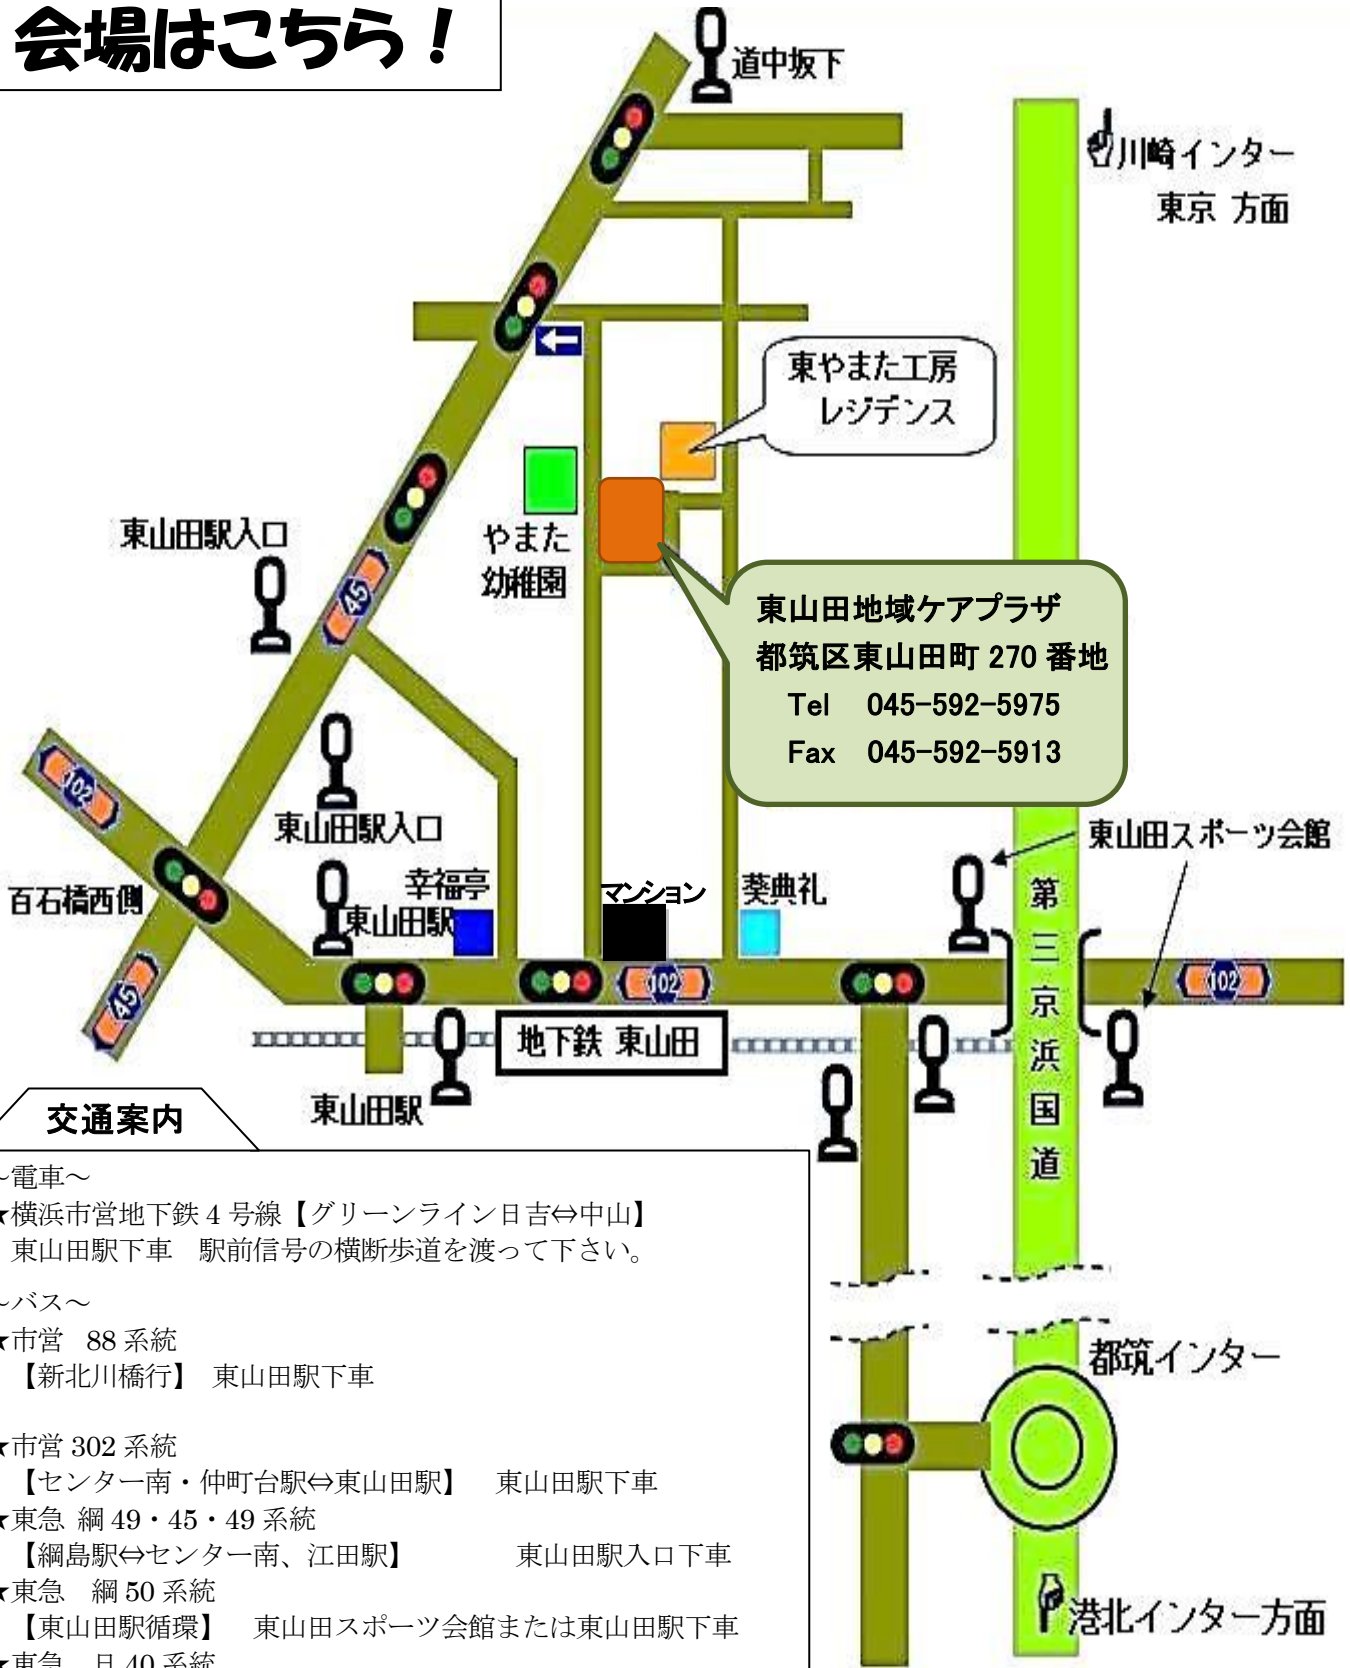 会場はこちら！
道中坂下
川崎インター
東京 方面
東やまた工房
レジデンス
東山田駅入口
45
やまた
幼稚園
東山田地域ケアプラザ
都筑区東山田町 270 番地
Tel 045-592-5975
Fax 045-592-5913
102
東山田駅入口
東山田スポーツ会館
百石橋西側
幸福亭
東山田駅
マンション
葵典礼
第三京浜国道
45
102
102
地下鉄 東山田
東山田駅
交通案内
～電車～
★横浜市営地下鉄 4 号線【グリーンライン日吉⇔中山】
東山田駅下車 駅前信号の横断歩道を渡って下さい。
～バス～
★市営 88 系統
【新北川橋行】 東山田駅下車
★市営 302 系統
【センター南・仲町台駅⇔東山田駅】 東山田駅下車
★東急 綱 49・45・49 系統
【綱島駅⇔センター南、江田駅】 東山田駅入口下車
★東急 綱 50 系統
【東山田駅循環】 東山田スポーツ会館または東山田駅下車
★東急 日 40 系統
都筑インター
港北インター方面